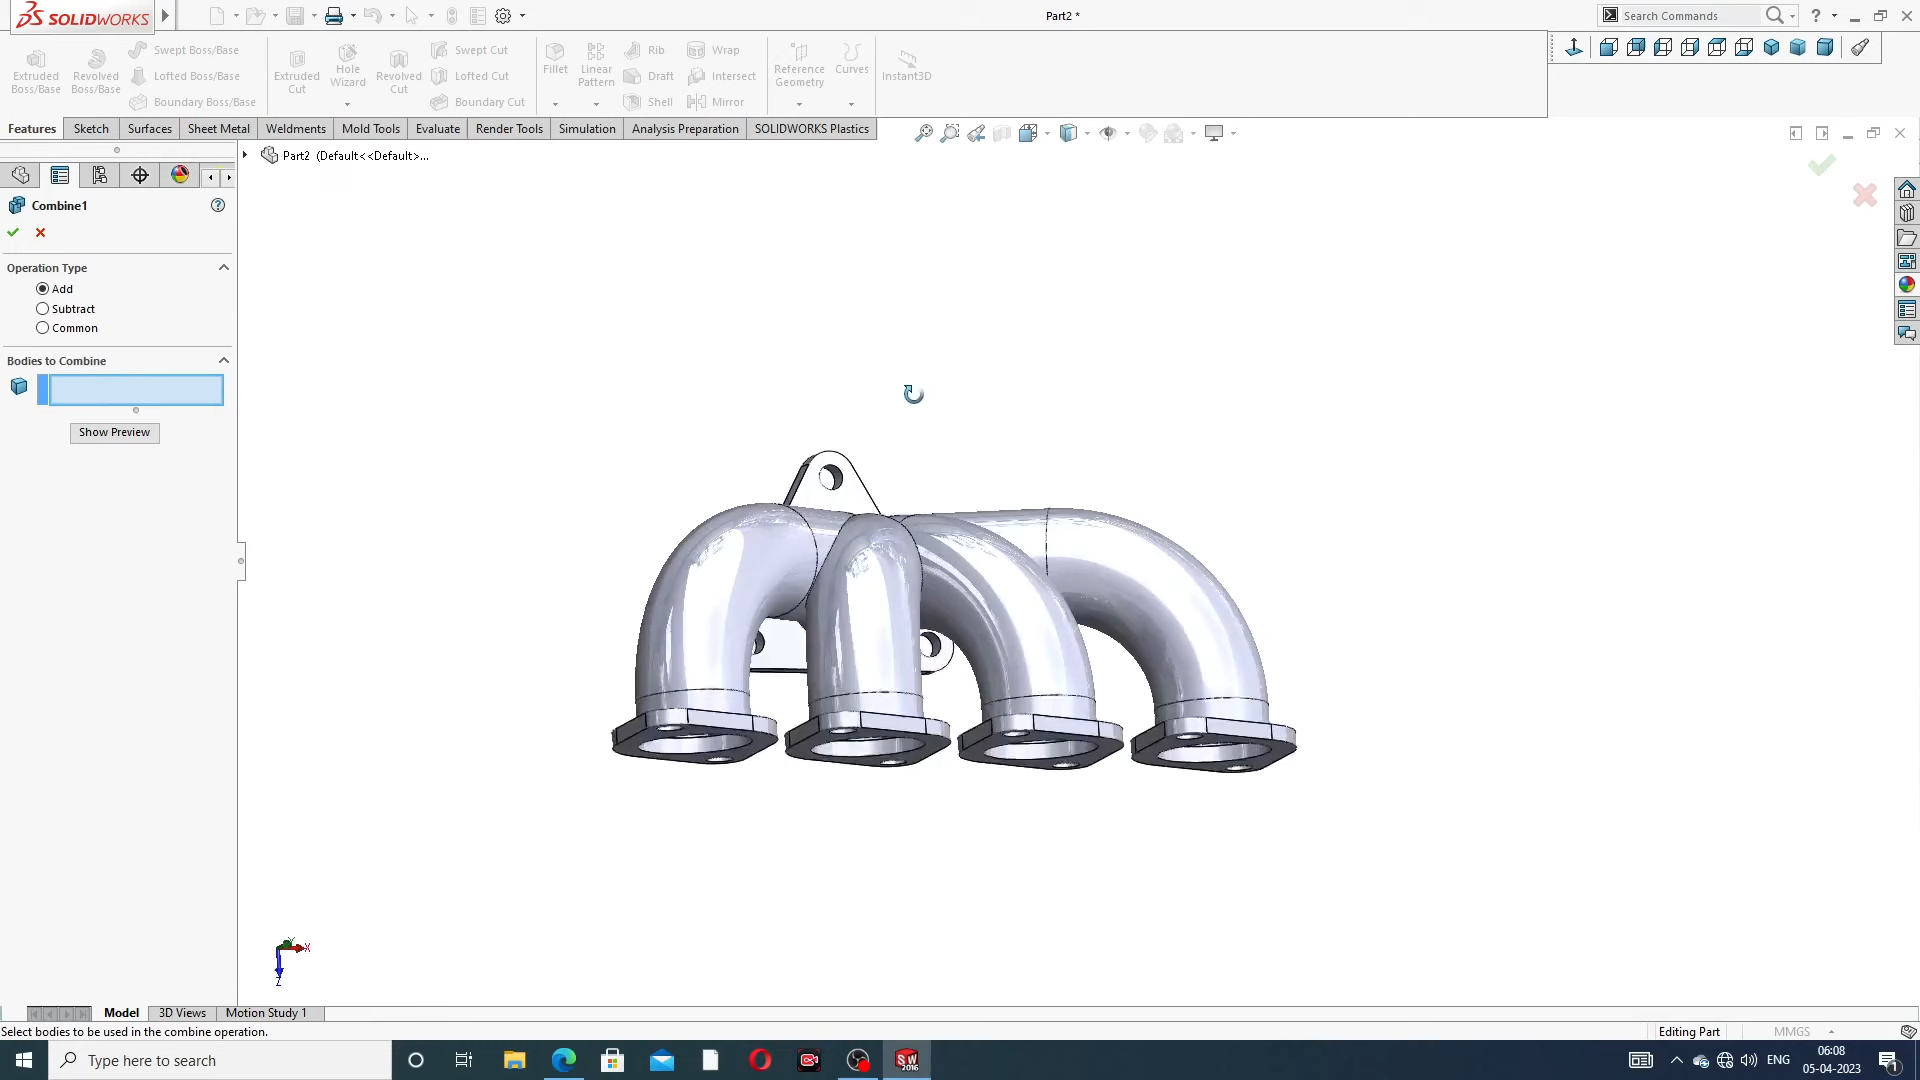 SOLIDWORKS
Part2 *
Search Commands
Extruded Boss/Base
Revolved Boss/Base
Swept Boss/Base
Lofted Boss/Base
Boundary Boss/Base
Extruded Cut
Hole Wizard
Revolved Cut
Swept Cut
Lofted Cut
Boundary Cut
Fillet
Linear Pattern
Rib
Draft
Shell
Wrap
Intersect
Mirror
Reference Geometry
Curves
Instant3D
Features
Sketch
Surfaces
Sheet Metal
Weldments
Mold Tools
Evaluate
Render Tools
Simulation
Analysis Preparation
SOLIDWORKS Plastics
Part2 (Default<<Default>...
Combine1
Operation Type
Add
Subtract
Common
Bodies to Combine
Show Preview
X
Y
Z
Model
3D Views
Motion Study 1
Select bodies to be used in the combine operation.
Editing Part
MMGS
Type here to search
SW
2016
ENG
06:08
05-04-2023
1